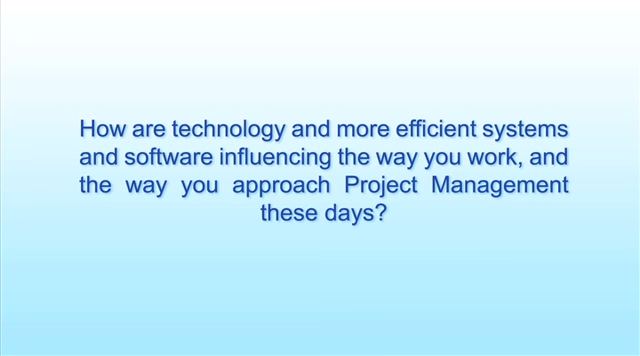 How are technology and more efficient systems
and software influencing the way you work, and
the way you approach Project Management
these days?